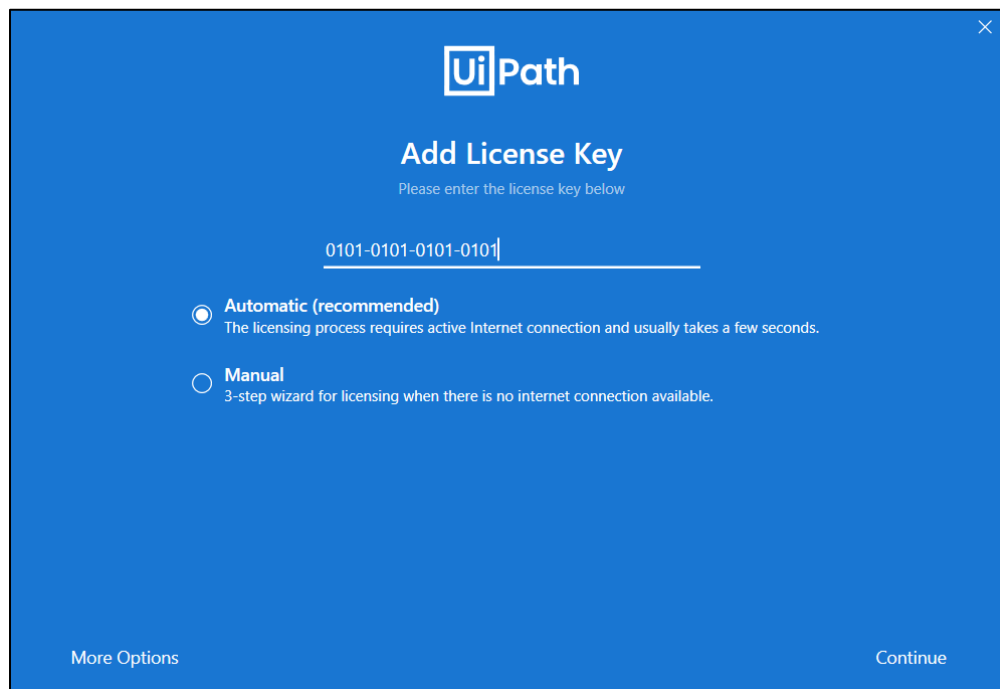 UiPath
Add License Key
Please enter the license key below
0101-0101-0101-0101
Automatic (recommended)
The licensing process requires active Internet connection and usually takes a few seconds.
Manual
3-step wizard for licensing when there is no internet connection available.
More Options
Continue